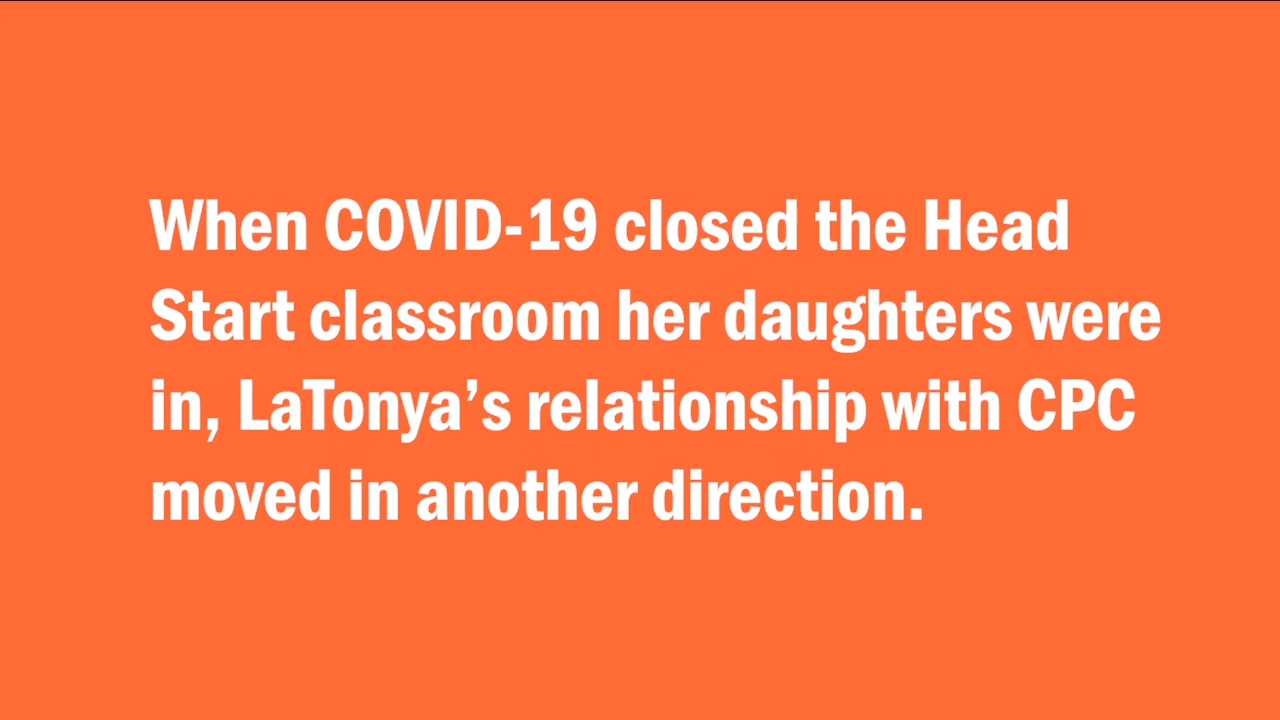 When COVID-19 closed the Head
Start classroom her daughters were
in, LaTonya’s relationship with CPC
moved in another direction.